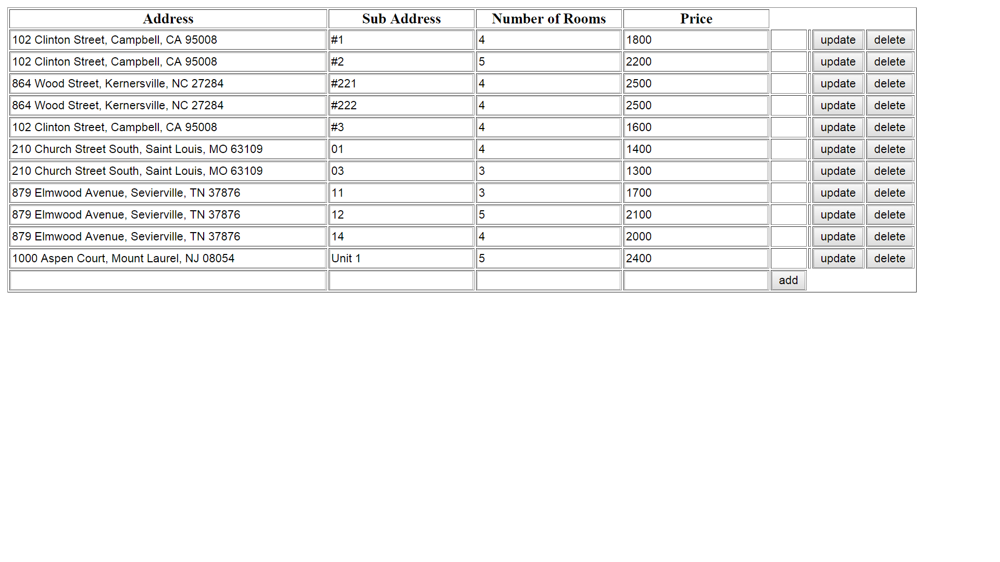 Address Sub Address Number of Rooms Price
102 Clinton Street, Campbell, CA 95008 #1 4 1800 update delete
102 Clinton Street, Campbell, CA 95008 #2 5 2200 update delete
864 Wood Street, Kernersville, NC 27284 #221 4 2500 update delete
864 Wood Street, Kernersville, NC 27284 #222 4 2500 update delete
102 Clinton Street, Campbell, CA 95008 #3 4 1600 update delete
210 Church Street South, Saint Louis, MO 63109 01 4 1400 update delete
210 Church Street South, Saint Louis, MO 63109 03 3 1300 update delete
879 Elmwood Avenue, Sevierville, TN 37876 11 3 1700 update delete
879 Elmwood Avenue, Sevierville, TN 37876 12 5 2100 update delete
879 Elmwood Avenue, Sevierville, TN 37876 14 4 2000 update delete
1000 Aspen Court, Mount Laurel, NJ 08054 Unit 1 5 2400 update delete
add